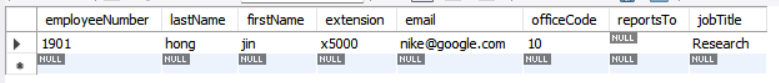 employeeNumber lastName firstName extension email officeCode reportsTo jobTitle
1901 hong jin x5000 nike@google.com 10 NULL Research
NULL NULL NULL NULL NULL NULL NULL NULL